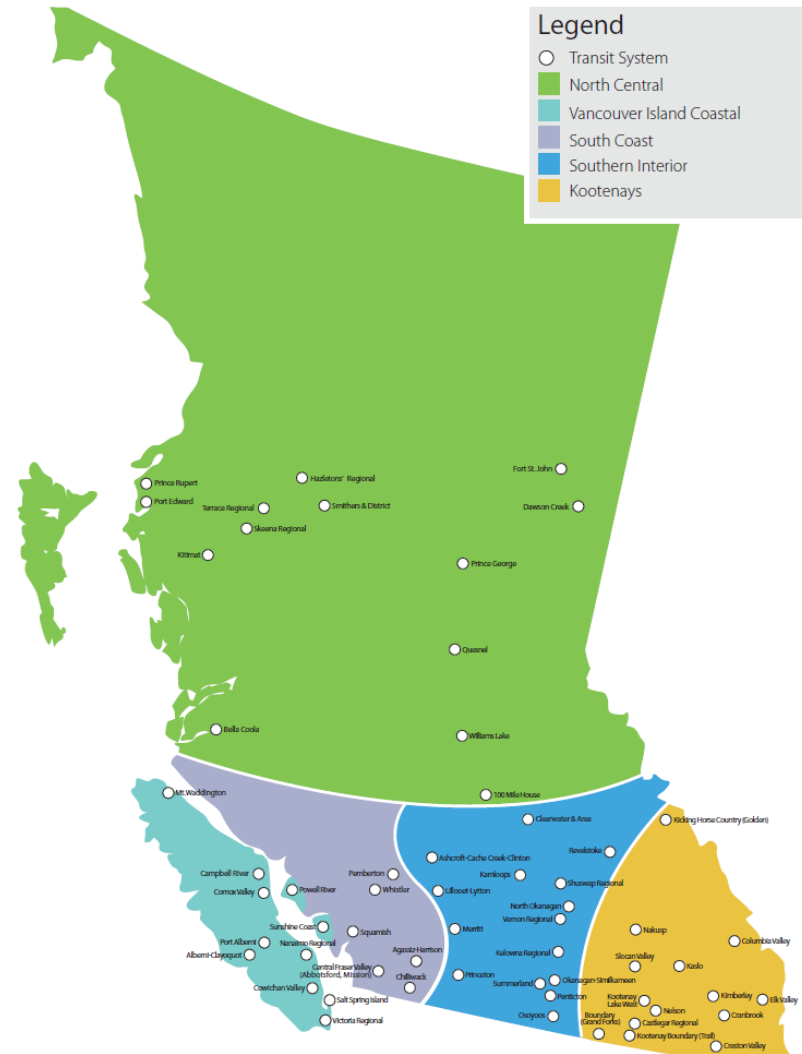 Legend
Transit System
North Central
Vancouver Island Coastal
South Coast
Southern Interior
Kootenays
Fort St. John
Hazletons' Regional
Prince Rupert
Port Edward
Terrace Regional
Smithers & District
Dawson Creek
Skeena Regional
Kitimat
Prince George
Quesnel
Bella Coola
Williams Lake
Mt.Waddington
100 Mile House
Clearwater & Area
Kicking Horse Country (Golden)
Revelstoke
Ashcroft-Cache Creek-Clinton
Campbell River
Pemberton
Kamloops
Shuswap Regional
Comox Valley
Powell River
Whistler
Lillooet-Lytton
North Okanagan
Vernon Regional
Sunshine Coast
Squamish
Merritt
Nakusp
Port Alberni
Nanaimo Regional
Columbia Valley
Alberni-Clayoquot
Agassiz-Harrison
Kelowna Regional
Slocan Valley
Kaslo
Central Fraser Valley
(Abbotsford, Mission)
Chilliwack
Princeton
Summerland
Okanagan-Similkameen
Cowichan Valley
Salt Spring Island
Penticton
Kootenay
Lake West
Nelson
Kimberley
Elk Valley
Victoria Regional
Osoyoos
Boundary
(Grand Forks)
Castlegar Regional
Cranbrook
Kootenay Boundary (Trail)
Creston Valley